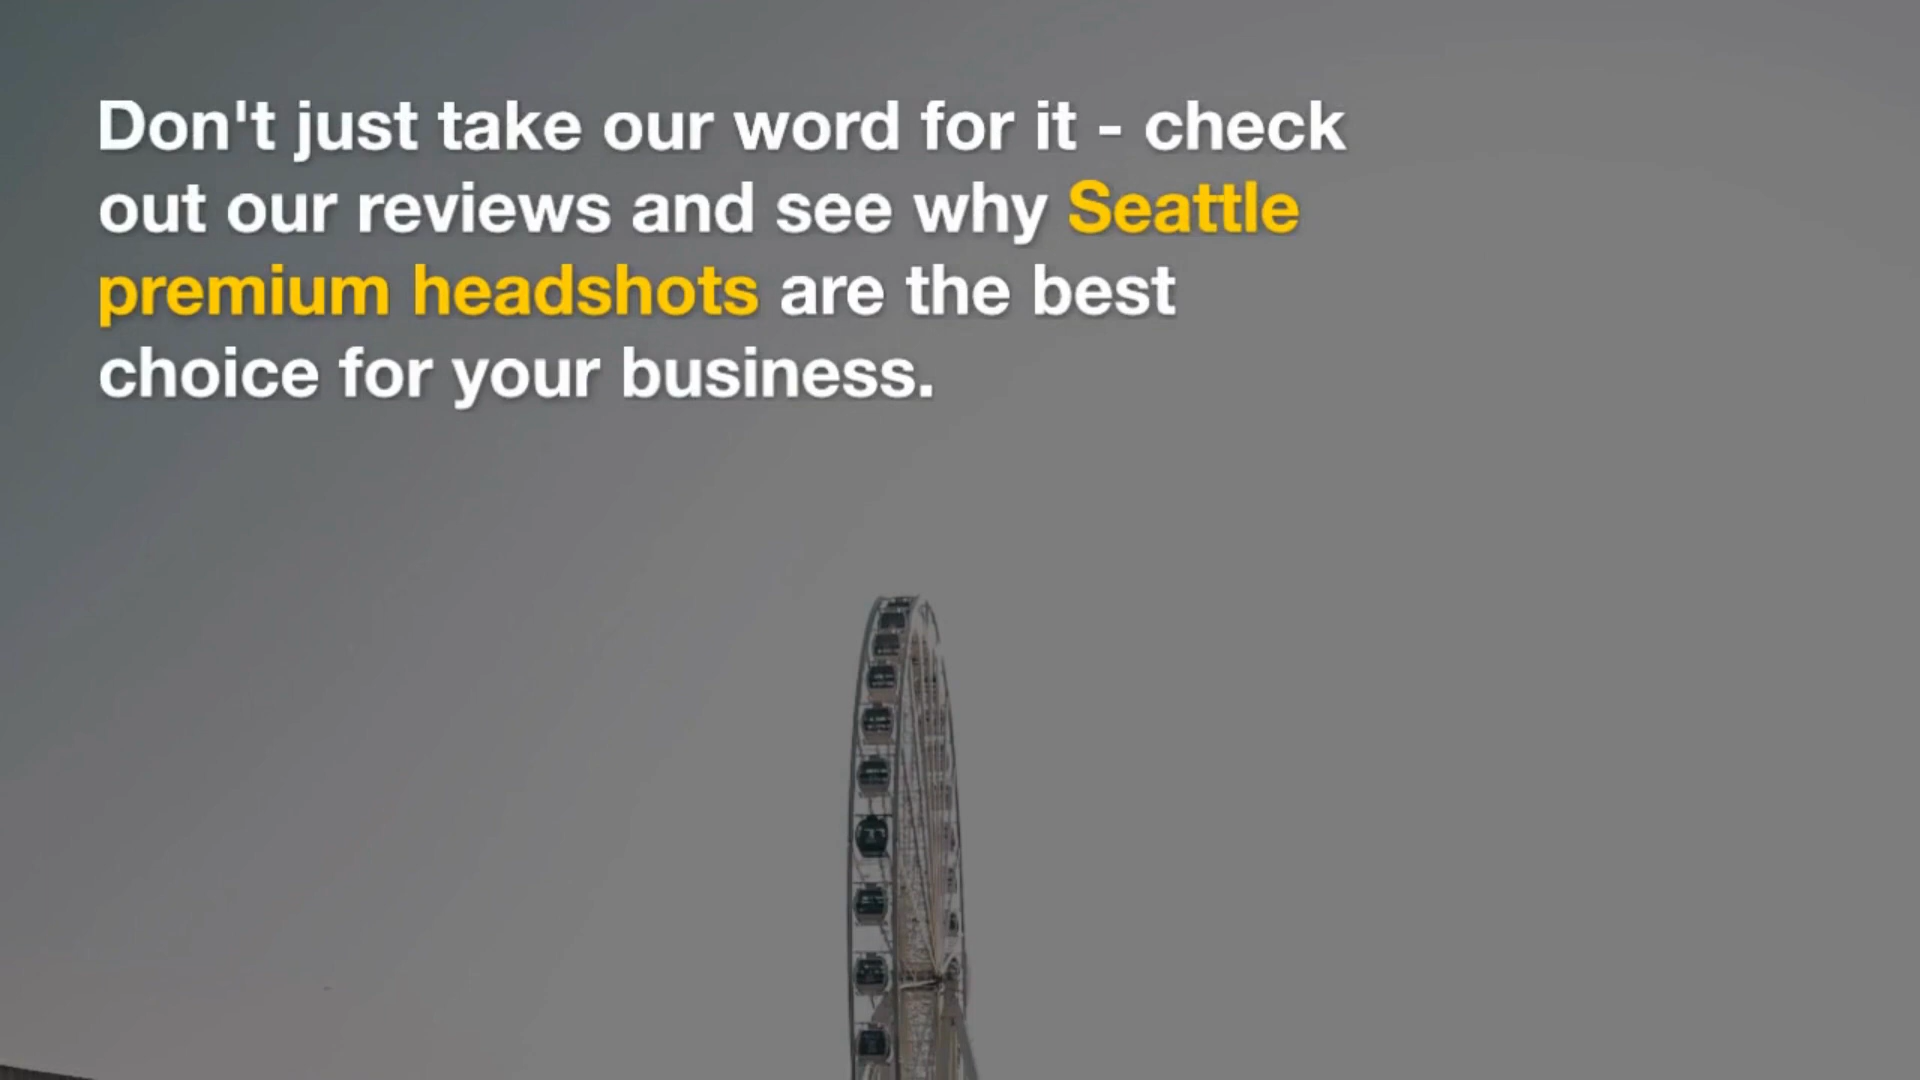 Don't just take our word for it - check
out our reviews and see why Seattle
premium headshots are the best
choice for your business.